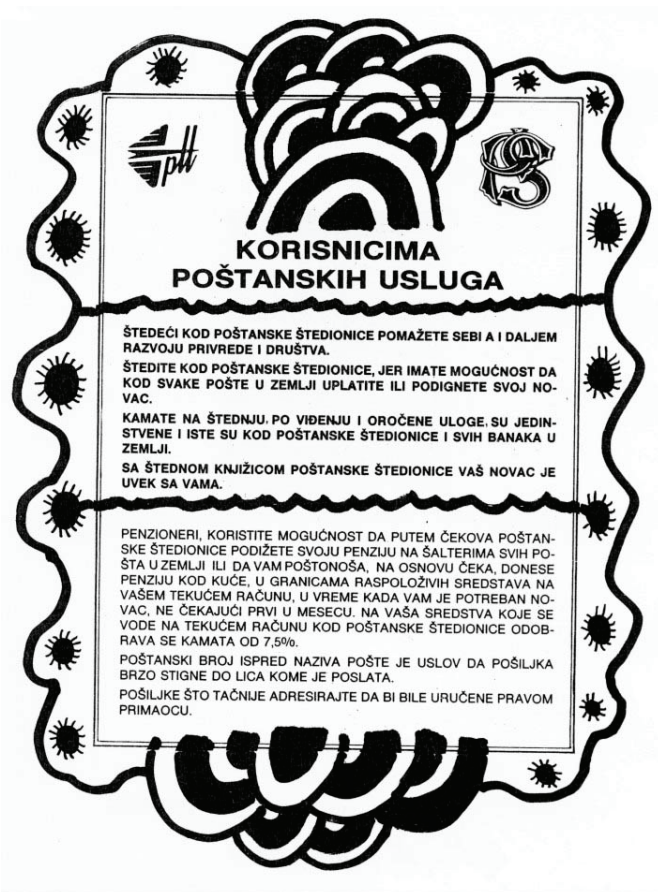 ptt
KORISNICIMA
POŠTANSKIH USLUGA
ŠTEDEĆI KOD POŠTANSKE ŠTEDIONICE POMAŽETE SEBI A I DALJEM
RAZVOJU PRIVREDE I DRUŠTVA.
ŠTEDITE KOD POŠTANSKE ŠTEDIONICE, JER IMATE MOGUĆNOST DA
KOD SVAKE POŠTE U ZEMLJI UPLATITE ILI PODIGNETE SVOJ NO-
VAC.
KAMATE NA ŠTEDNJU, PO VIĐENJU I OROČENE ULOGE, SU JEDIN-
STVENE I ISTE SU KOD POŠTANSKE ŠTEDIONICE I SVIH BANAKA U
ZEMLJI.
SA ŠTEDNOM KNJIŽICOM POŠTANSKE ŠTEDIONICE VAŠ NOVAC JE
UVEK SA VAMA.
PENZIONERI, KORISTITE MOGUĆNOST DA PUTEM ČEKOVA POŠTAN-
SKE ŠTEDIONICE PODIŽETE SVOJU PENZIJU NA ŠALTERIMA SVIH PO-
ŠTA U ZEMLJI ILI DA VAM POŠTONOŠA, NA OSNOVU ČEKA, DONESE
PENZIJU KOD KUĆE, U GRANICAMA RASPOLOŽIVIH SREDSTAVA NA
VAŠEM TEKUĆEM RAČUNU, U VREME KADA VAM JE POTREBAN NO-
VAC, NE ČEKAJUĆI PRVI U MESECU. NA VAŠA SREDSTVA KOJE SE
VODE NA TEKUĆEM RAČUNU KOD POŠTANSKE ŠTEDIONICE ODOB-
RAVA SE KAMATA OD 7,5%.
POŠTANSKI BROJ ISPRED NAZIVA POŠTE JE USLOV DA POŠILJKA
BRZO STIGNE DO LICA KOME JE POSLATA.
POŠILJKE ŠTO TAČNIJE ADRESIRAJTE DA BI BILE URUČENE PRAVOM
PRIMAOCU.